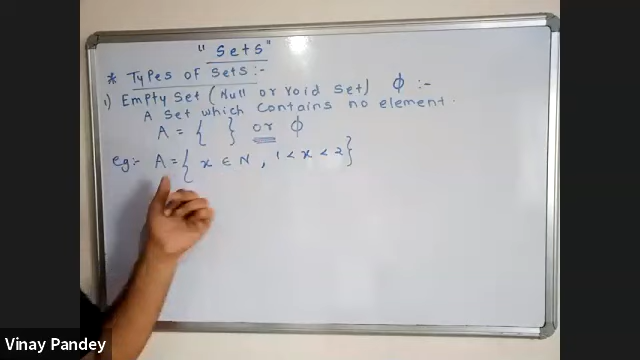 "Sets"
* Types of Sets:-
1) Empty Set (Null or Void Set) ϕ :-
A Set which contains no element.
A = { } or ϕ
eg:- A = { x ∈ N , 1 < x < 2 }
Vinay Pandey